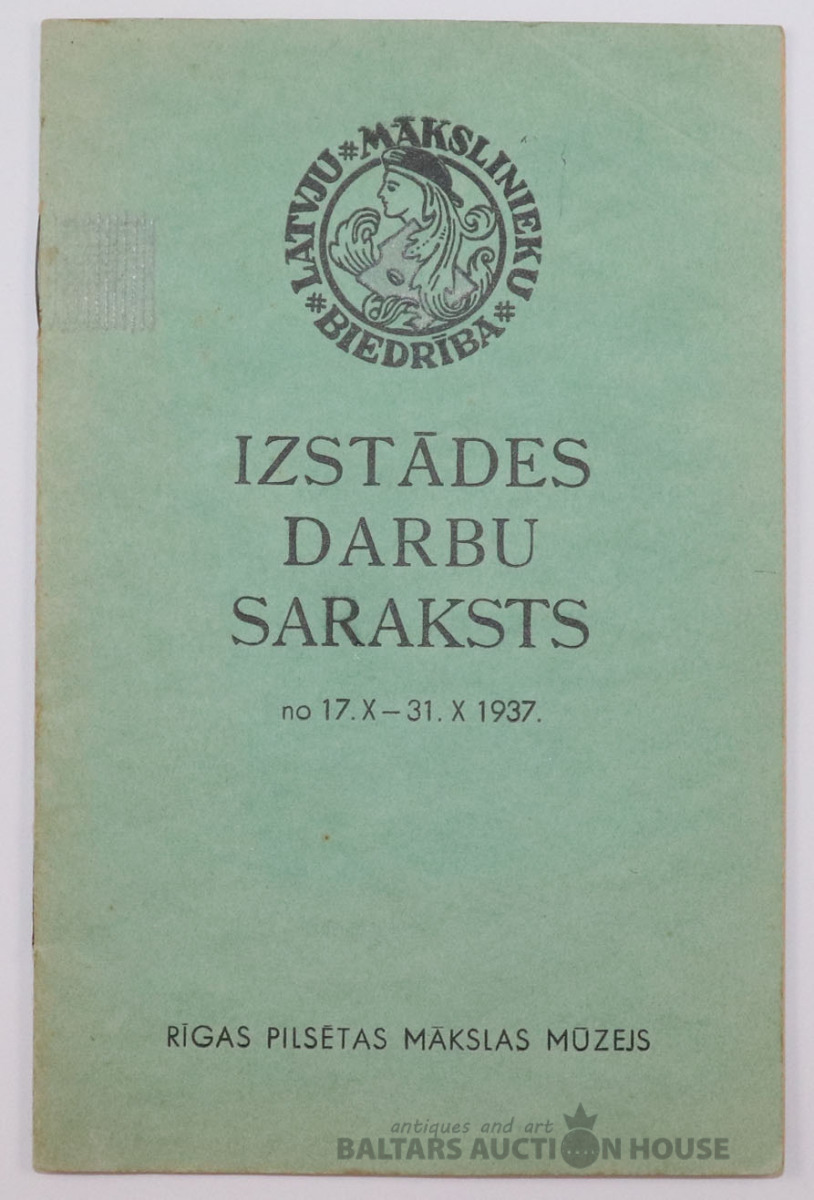 LATVJU # MĀKSLINIEKU # BIEDRĪBA #
IZSTĀDES
DARBU
SARAKSTS
no 17. X — 31. X 1937.
RĪGAS PILSĒTAS MĀKSLAS MŪZEJS
antiques and art
BALTARS AUCTION HOUSE